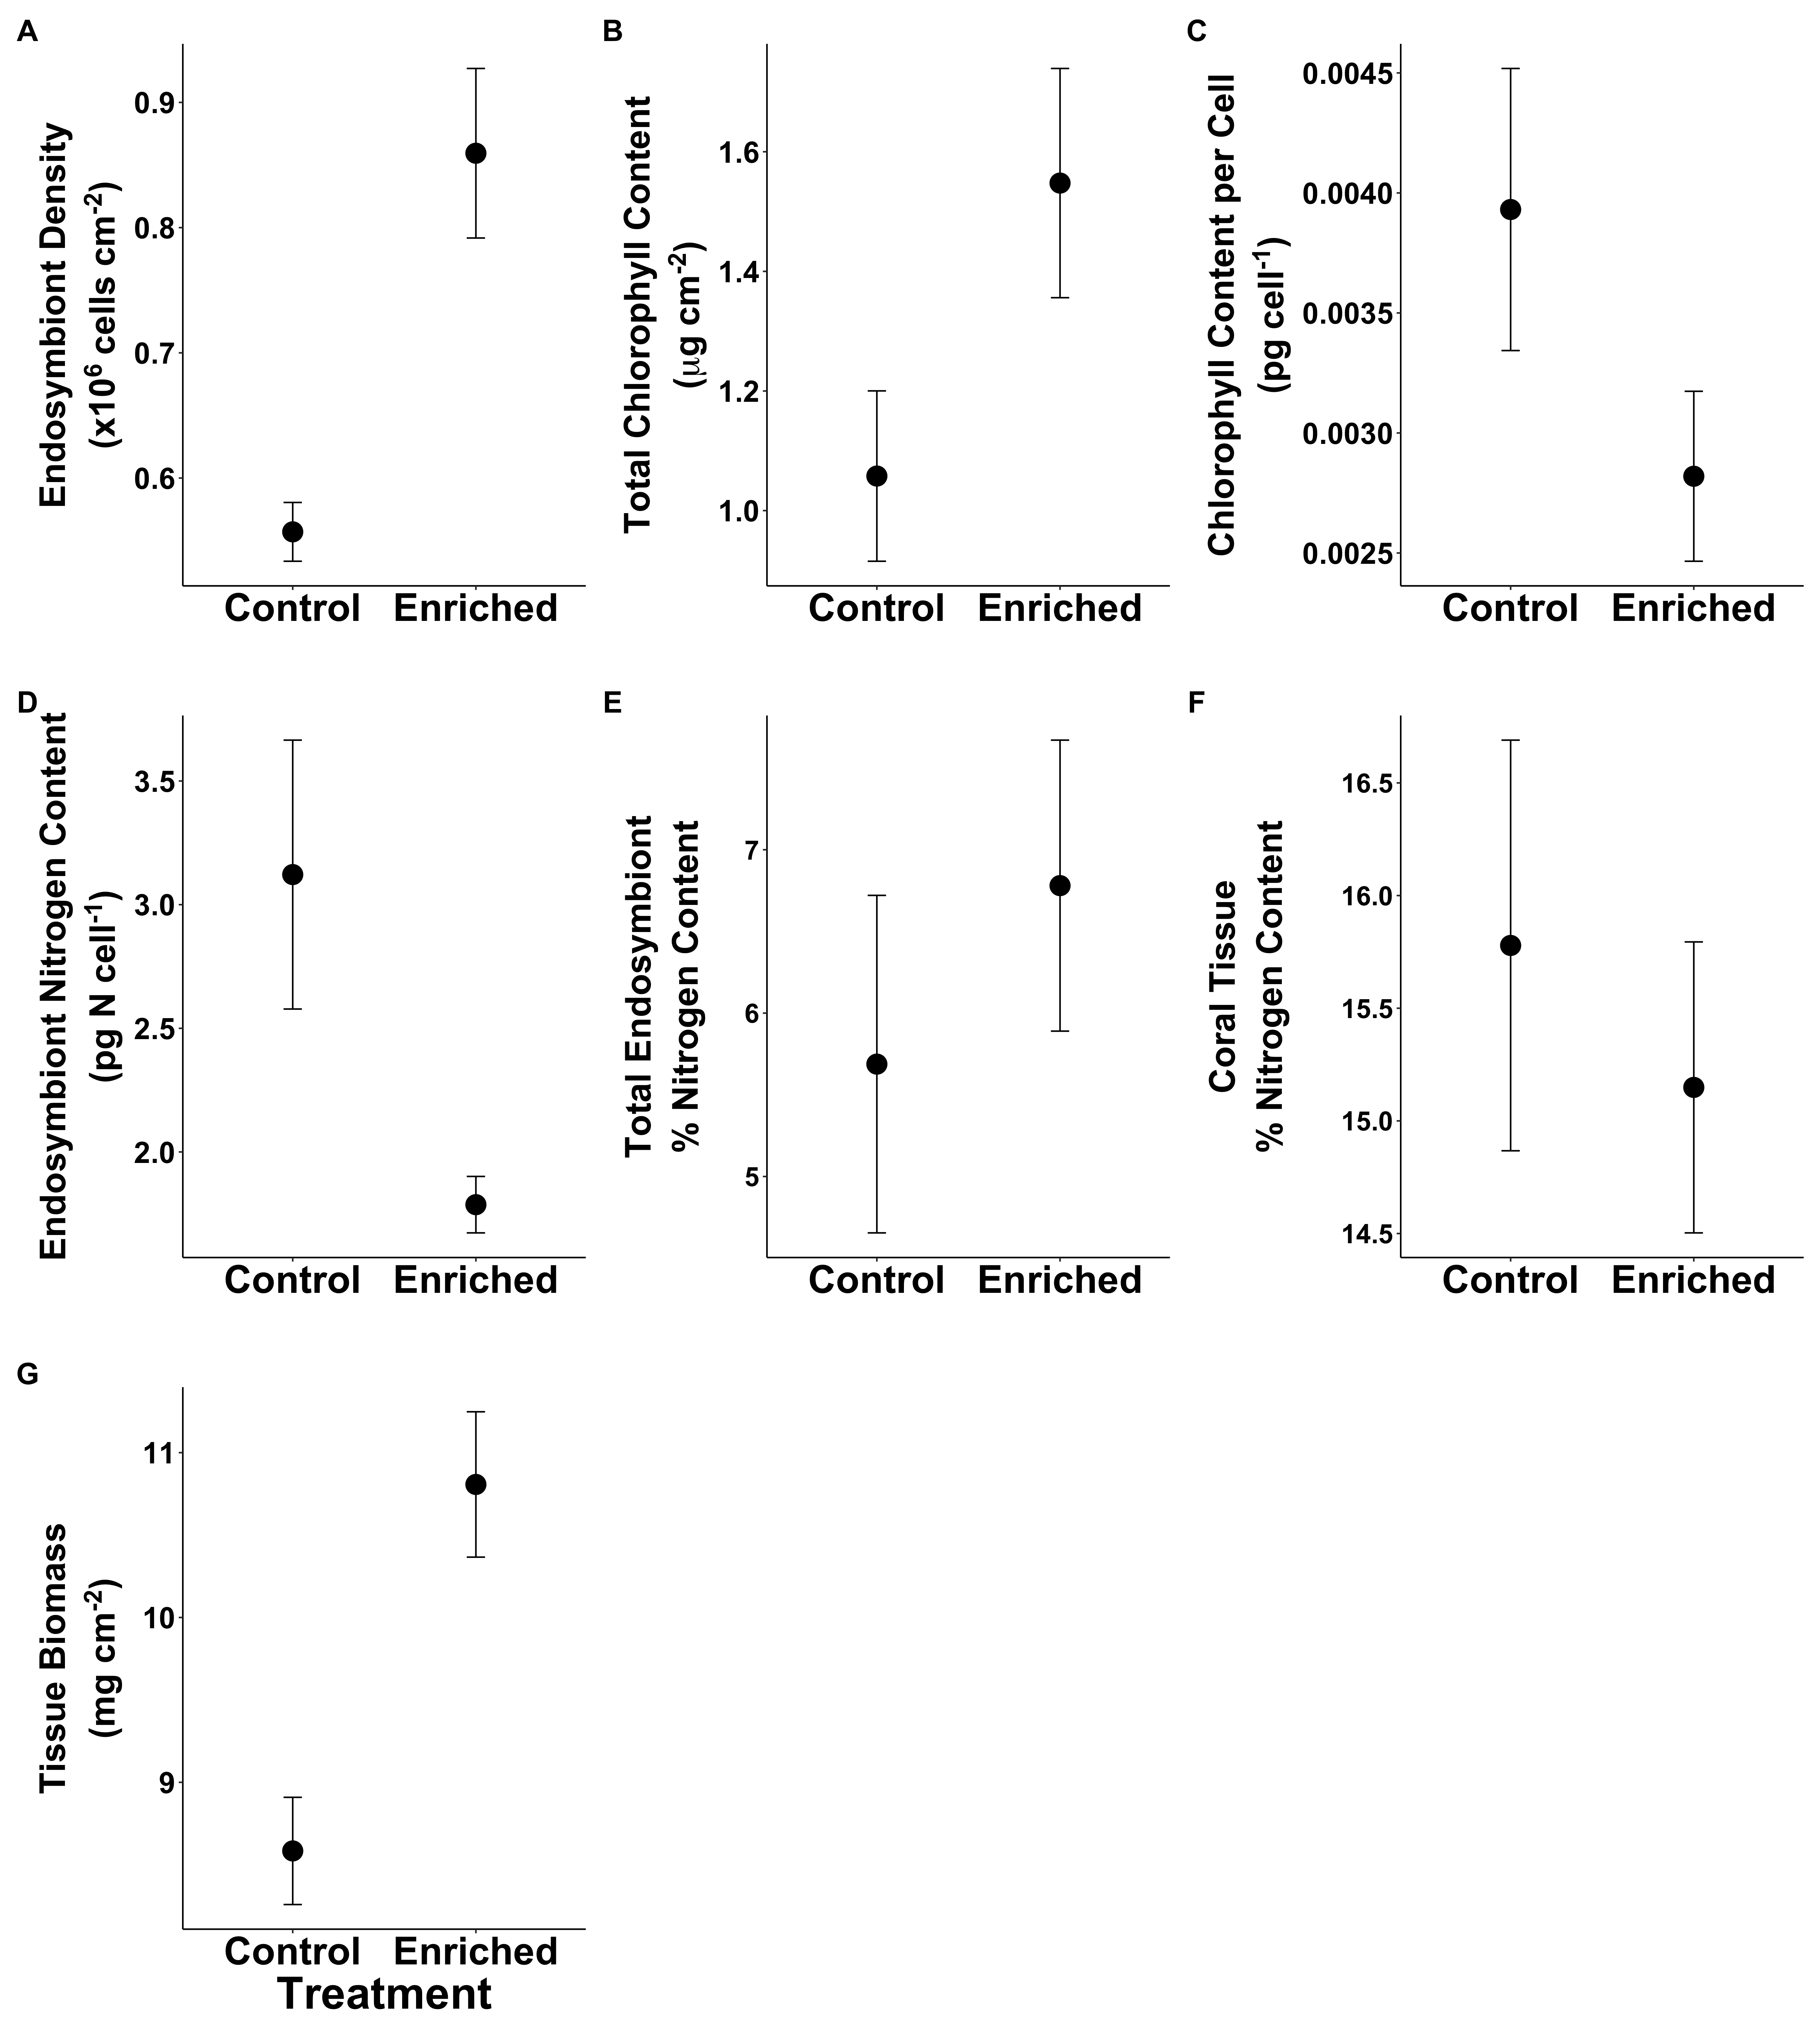 A
Endosymbiont Density
(x10⁶ cells cm⁻²)
0.9
0.8
0.7
0.6
Control Enriched
B
Total Chlorophyll Content
(μg cm⁻²)
1.6
1.4
1.2
1.0
Control Enriched
C
Chlorophyll Content per Cell
(pg cell⁻¹)
0.0045
0.0040
0.0035
0.0030
0.0025
Control Enriched
D
Endosymbiont Nitrogen Content
(pg N cell⁻¹)
3.5
3.0
2.5
2.0
Control Enriched
E
Total Endosymbiont
% Nitrogen Content
7
6
5
Control Enriched
F
Coral Tissue
% Nitrogen Content
16.5
16.0
15.5
15.0
14.5
Control Enriched
G
Tissue Biomass
(mg cm⁻²)
11
10
9
Control Enriched
Treatment